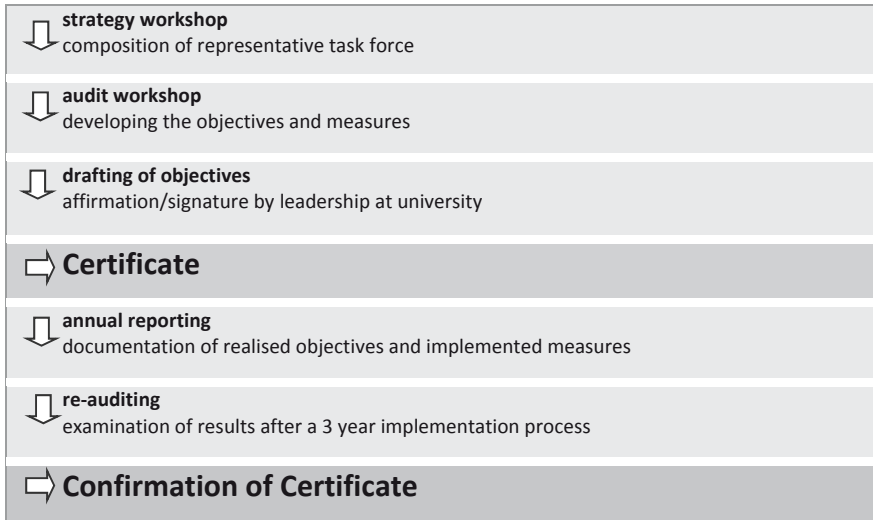 strategy workshop
composition of representative task force
audit workshop
developing the objectives and measures
drafting of objectives
affirmation/signature by leadership at university
Certificate
annual reporting
documentation of realised objectives and implemented measures
re-auditing
examination of results after a 3 year implementation process
Confirmation of Certificate